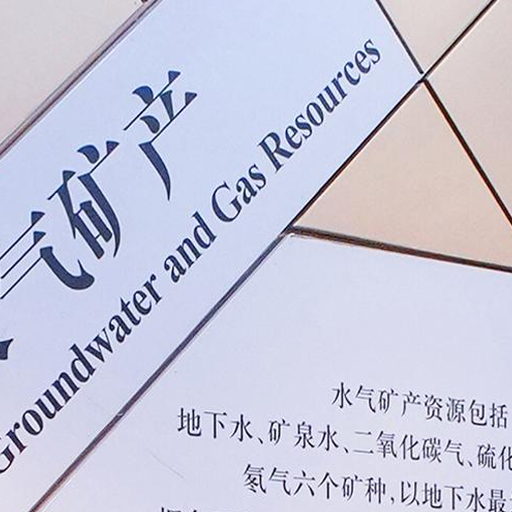 气矿产
Groundwater and Gas Resources
水气矿产资源包括
地下水、矿泉水、二氧化碳气、硫化
氡气六个矿种,以地下水最